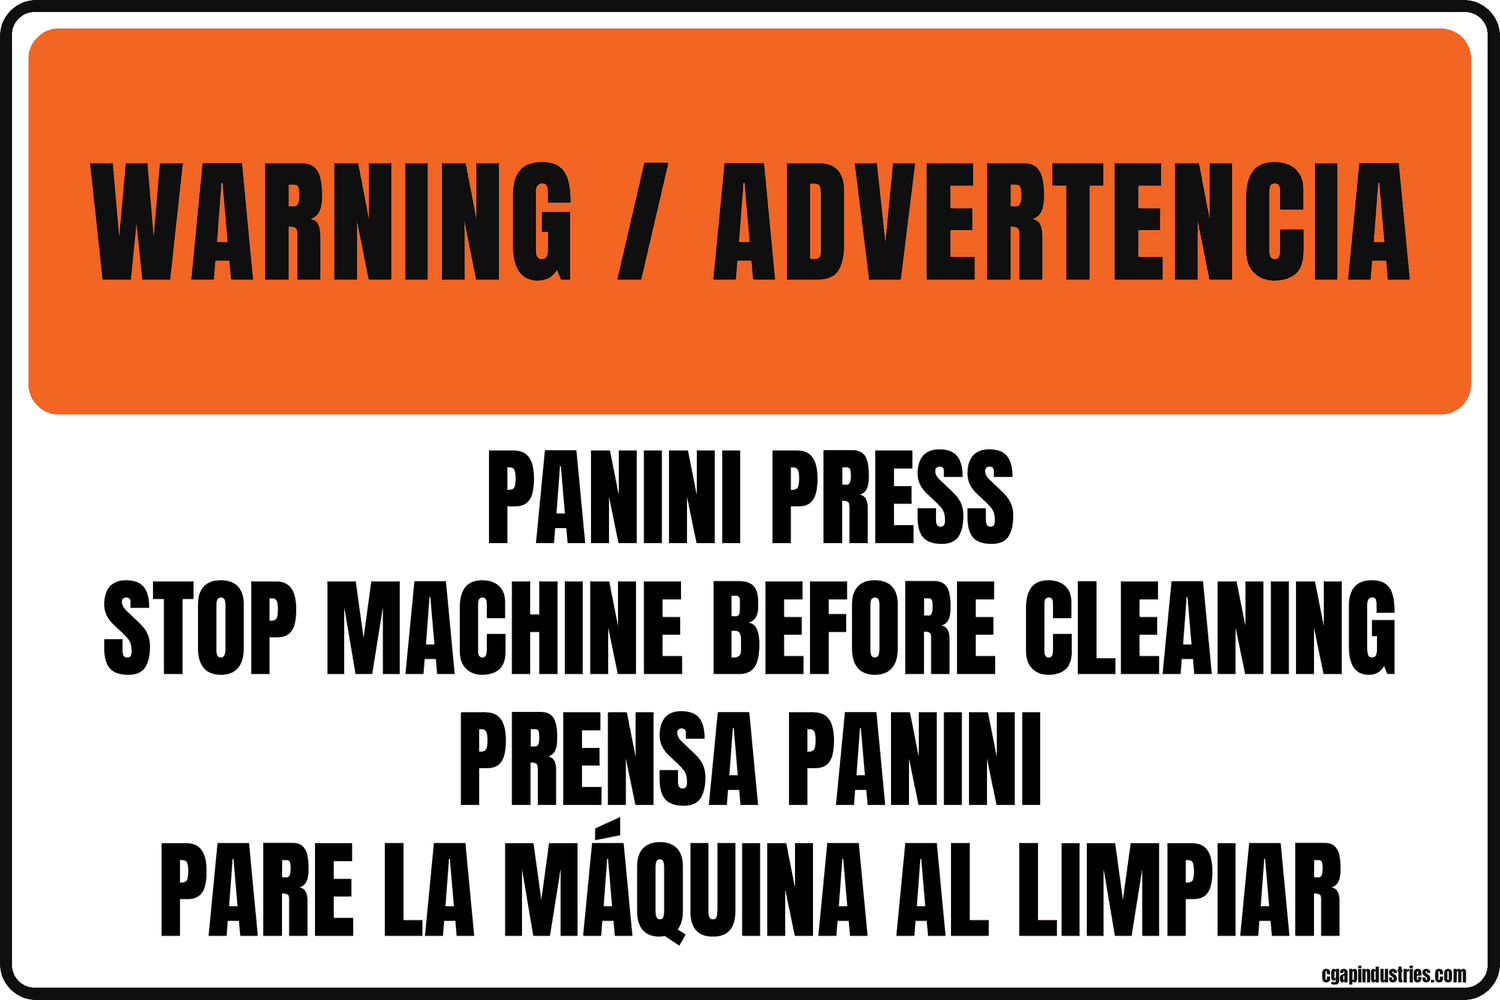 WARNING / ADVERTENCIA
PANINI PRESS
STOP MACHINE BEFORE CLEANING
PRENSA PANINI
PARE LA MÁQUINA AL LIMPIAR
cgapindustries.com